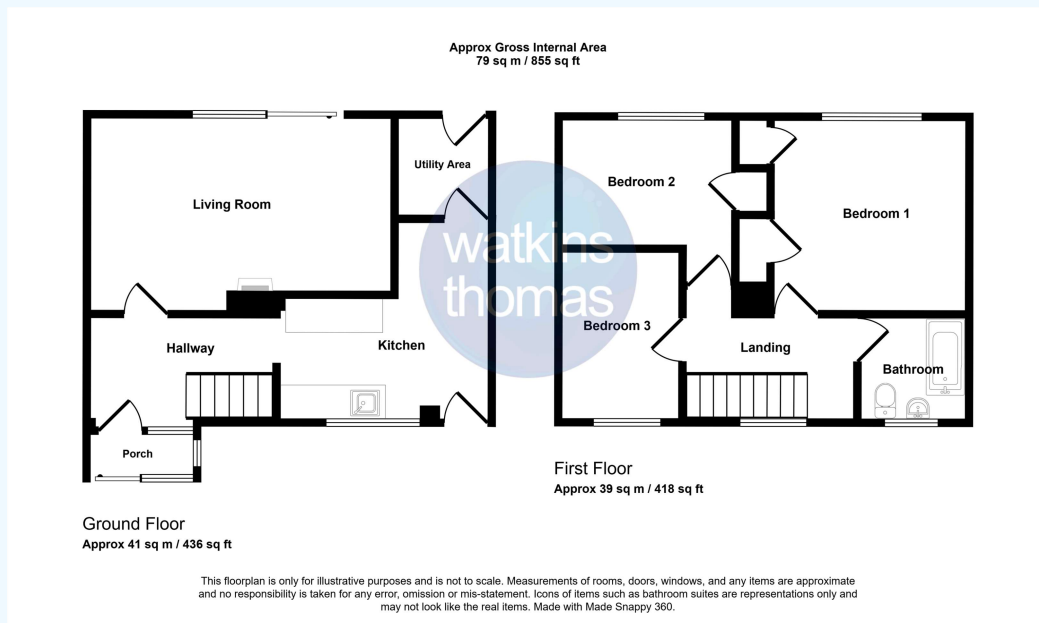 Approx Gross Internal Area
79 sq m / 855 sq ft
Living Room
Utility Area
Hallway
Kitchen
Porch
Bedroom 2
Bedroom 1
Bedroom 3
Landing
Bathroom
watkins
thomas
Ground Floor
Approx 41 sq m / 436 sq ft
First Floor
Approx 39 sq m / 418 sq ft
This floorplan is only for illustrative purposes and is not to scale. Measurements of rooms, doors, windows, and any items are approximate
and no responsibility is taken for any error, omission or mis-statement. Icons of items such as bathroom suites are representations only and
may not look like the real items. Made with Made Snappy 360.